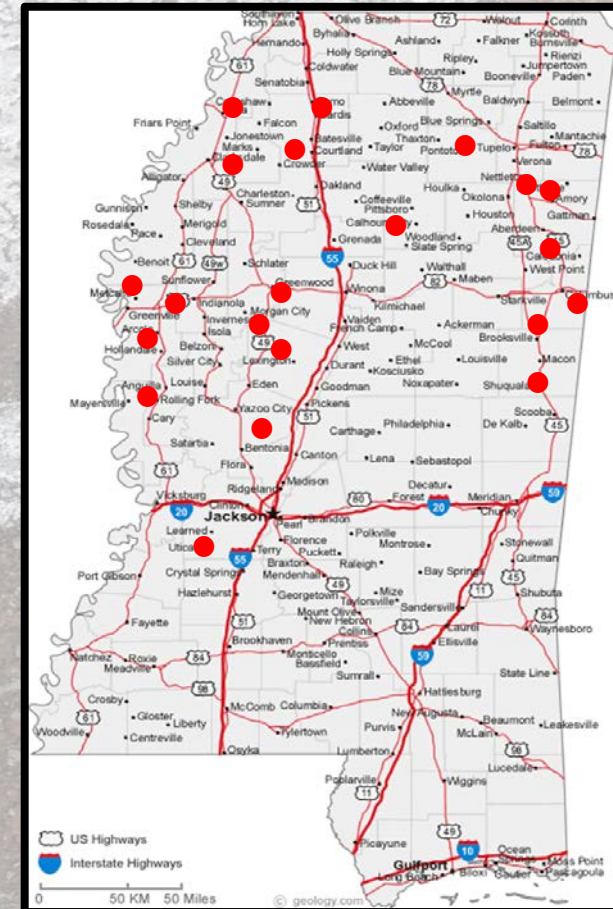 Southaven
Horn Lake
Olive Branch
Walnut
Corinth
Byhalia
Ashland
Falkner
Kossuth
Burnsville
Hernando
Holly Springs
Ripley
Rienzi
Coldwater
Blue Mountain
Jumpertown
Booneville
Paden
Senatobia
Myrtle
Abbeville
Baldwyn
Belmont
Friars Point
Falcon
Oxford
Blue Springs
Saltillo
Jonestown
Batesville
Taylor
Thaxton
Mantachie
Marks
Courtland
Pontotoc
Tupelo
Fulton
Crowder
Verona
Water Valley
Alligator
Charleston
Oakland
Houlka
Nettleton
Amory
Sumner
Coffeeville
Okolona
Gunnison
Shelby
Pittsboro
Houston
Gattman
Rosedale
Merigold
Woodland
Aberdeen
Pace
Cleveland
Grenada
Slate Spring
Benoit
Schlater
Duck Hill
Walthall
West Point
Sunflower
Maben
Greenwood
Winona
Starkville
Greenville
Indianola
Kilmichael
Morgan City
Vaiden
Ackerman
Isola
French Camp
Brooksville
Hollandale
Belzoni
West
McCool
Silver City
Lexington
Durant
Ethel
Louisville
Macon
Kosciusko
Anguilla
Louise
Eden
Goodman
Noxapater
Shuqualak
Mayersville
Rolling Fork
Yazoo City
Pickens
Scooba
Cary
Carthage
Philadelphia
De Kalb
Satartia
Bentonia
Lena
Sebastopol
Flora
Canton
Madison
Decatur
Vicksburg
Ridgeland
Forest
Meridian
Clinton
Jackson
Pearl
Brandon
Chunky
Learned
Florence
Polkville
Stonewall
Utica
Terry
Puckett
Montrose
Quitman
Port Gibson
Crystal Springs
Braxton
Raleigh
Bay Springs
Mendenhall
Shubuta
Hazlehurst
Georgetown
Mize
Taylorsville
Sandersville
Fayette
Mount Olive
New Hebron
Laurel
Waynesboro
Collins
Ellisville
Natchez
Roxie
Brookhaven
Prentiss
Meadville
Monticello
Bassfield
Sumrall
State Line
Crosby
McComb
Columbia
Hattiesburg
Gloster
Liberty
New Augusta
Beaumont
Leakesville
Woodville
Centreville
Tylertown
Purvis
McLain
Osyka
Lumberton
Lucedale
Poplarville
Wiggins
Picayune
Gulfport
Ocean
Springs
Moss Point
Long Beach
Biloxi
Gautier
Pascagoula
US Highways
Interstate Highways
0 50 KM 50 Miles
© geology.com